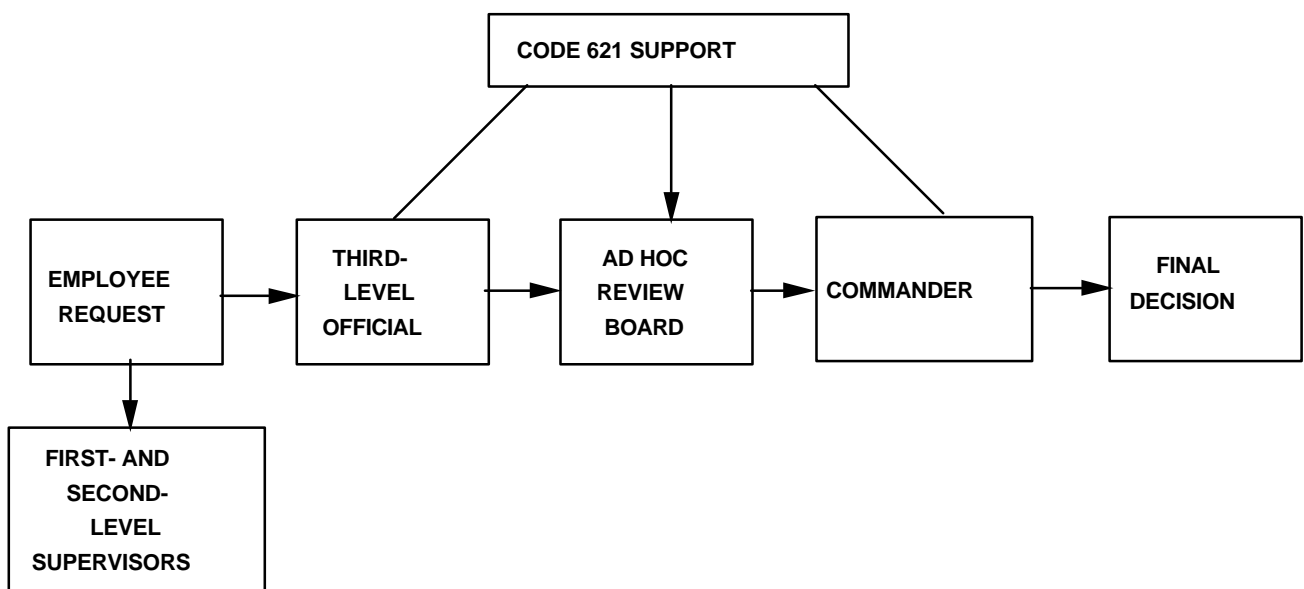 CODE 621 SUPPORT
EMPLOYEE
REQUEST
THIRD-
LEVEL
OFFICIAL
AD HOC
REVIEW
BOARD
COMMANDER
FINAL
DECISION
FIRST- AND
SECOND-
LEVEL
SUPERVISORS